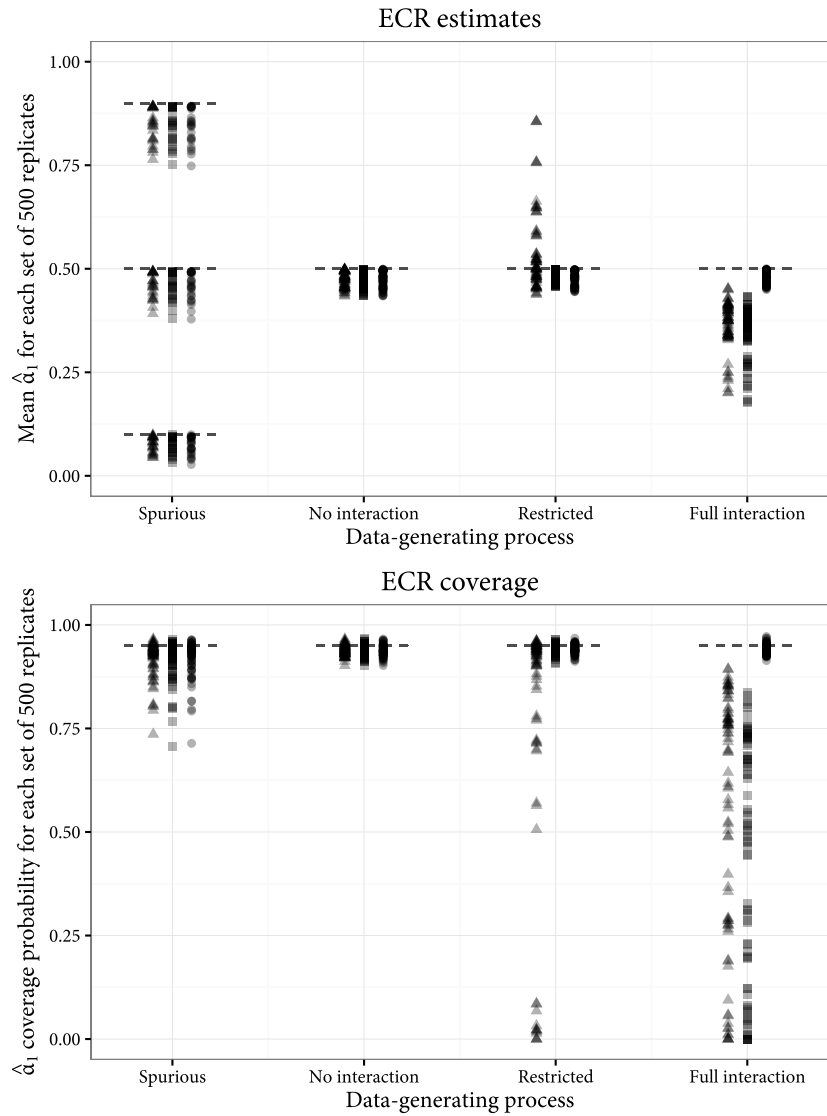 ECR estimates
Mean α̂₁ for each set of 500 replicates
1.00
0.75
0.50
0.25
0.00
Spurious No interaction Restricted Full interaction
Data-generating process
ECR coverage
α̂₁ coverage probability for each set of 500 replicates
1.00
0.75
0.50
0.25
0.00
Spurious No interaction Restricted Full interaction
Data-generating process